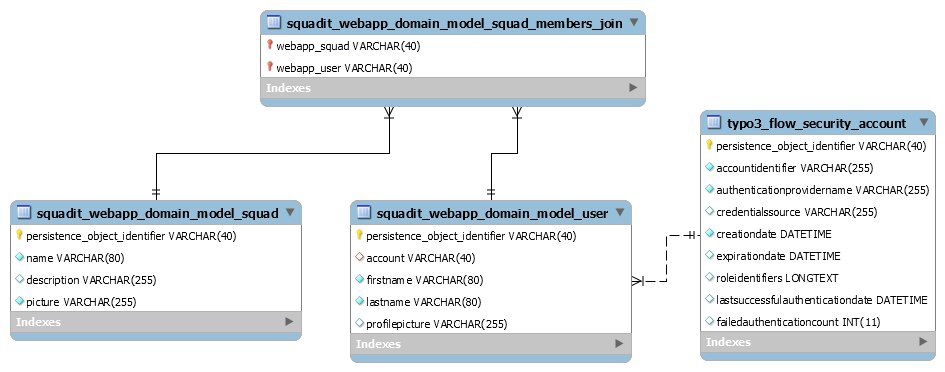 squadit_webapp_domain_model_squad_members_join
webapp_squad VARCHAR(40)
webapp_user VARCHAR(40)
Indexes
squadit_webapp_domain_model_squad
persistence_object_identifier VARCHAR(40)
name VARCHAR(80)
description VARCHAR(255)
picture VARCHAR(255)
Indexes
squadit_webapp_domain_model_user
persistence_object_identifier VARCHAR(40)
account VARCHAR(40)
firstname VARCHAR(80)
lastname VARCHAR(80)
profilepicture VARCHAR(255)
Indexes
typo3_flow_security_account
persistence_object_identifier VARCHAR(40)
accountidentifier VARCHAR(255)
authenticationprovidername VARCHAR(255)
credentialssource VARCHAR(255)
creationdate DATETIME
expirationdate DATETIME
roleidentifiers LONGTEXT
lastsuccessfulauthenticationdate DATETIME
failedauthenticationcount INT(11)
Indexes